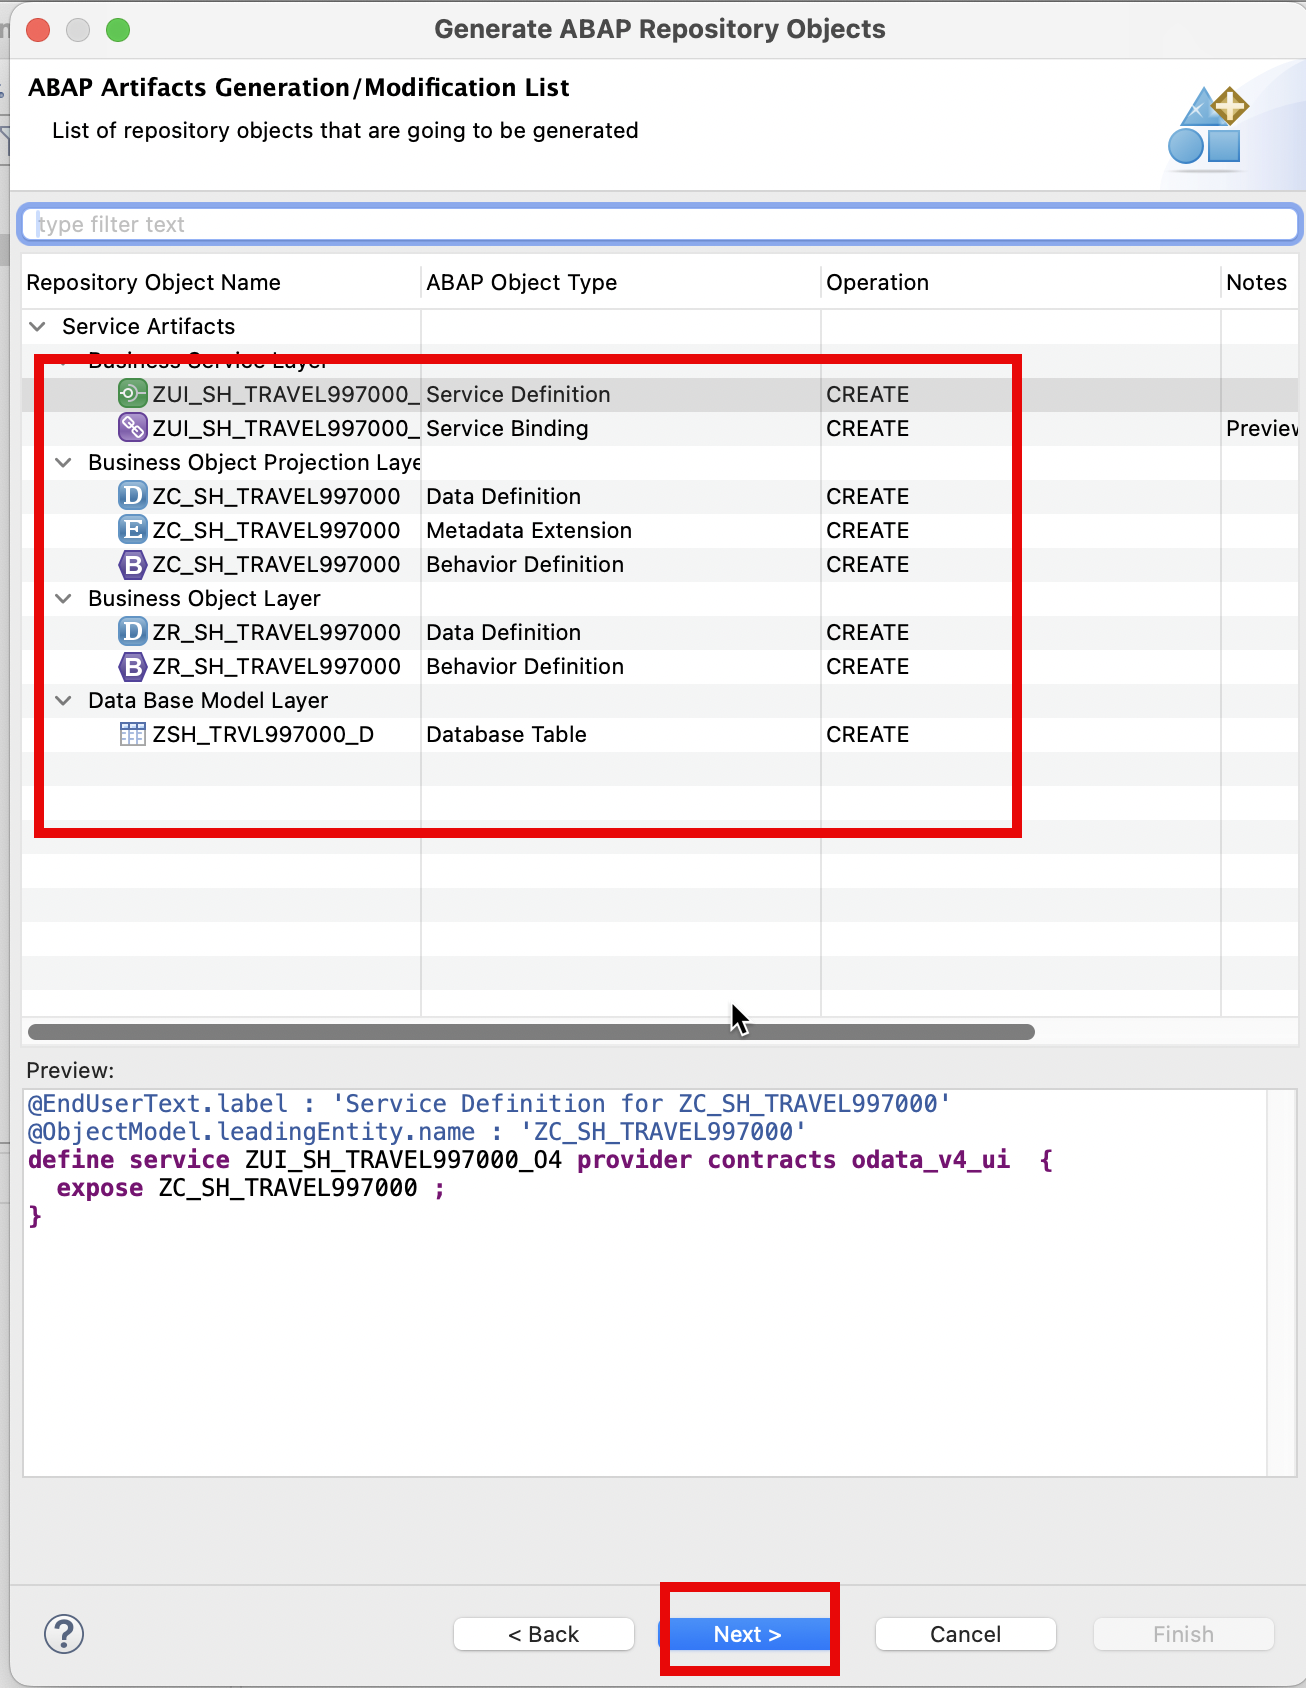 Generate ABAP Repository Objects
ABAP Artifacts Generation/Modification List
List of repository objects that are going to be generated
type filter text
Repository Object Name ABAP Object Type Operation Notes
Service Artifacts
Business Service Layer
ZUI_SH_TRAVEL997000_ Service Definition CREATE
ZUI_SH_TRAVEL997000_ Service Binding CREATE Preview
Business Object Projection Laye
D ZC_SH_TRAVEL997000 Data Definition CREATE
E ZC_SH_TRAVEL997000 Metadata Extension CREATE
B ZC_SH_TRAVEL997000 Behavior Definition CREATE
Business Object Layer
D ZR_SH_TRAVEL997000 Data Definition CREATE
B ZR_SH_TRAVEL997000 Behavior Definition CREATE
Data Base Model Layer
ZSH_TRVL997000_D Database Table CREATE
Preview:
@EndUserText.label : 'Service Definition for ZC_SH_TRAVEL997000'
@ObjectModel.leadingEntity.name : 'ZC_SH_TRAVEL997000'
define service ZUI_SH_TRAVEL997000_O4 provider contracts odata_v4_ui {
expose ZC_SH_TRAVEL997000 ;
}
? < Back Next > Cancel Finish